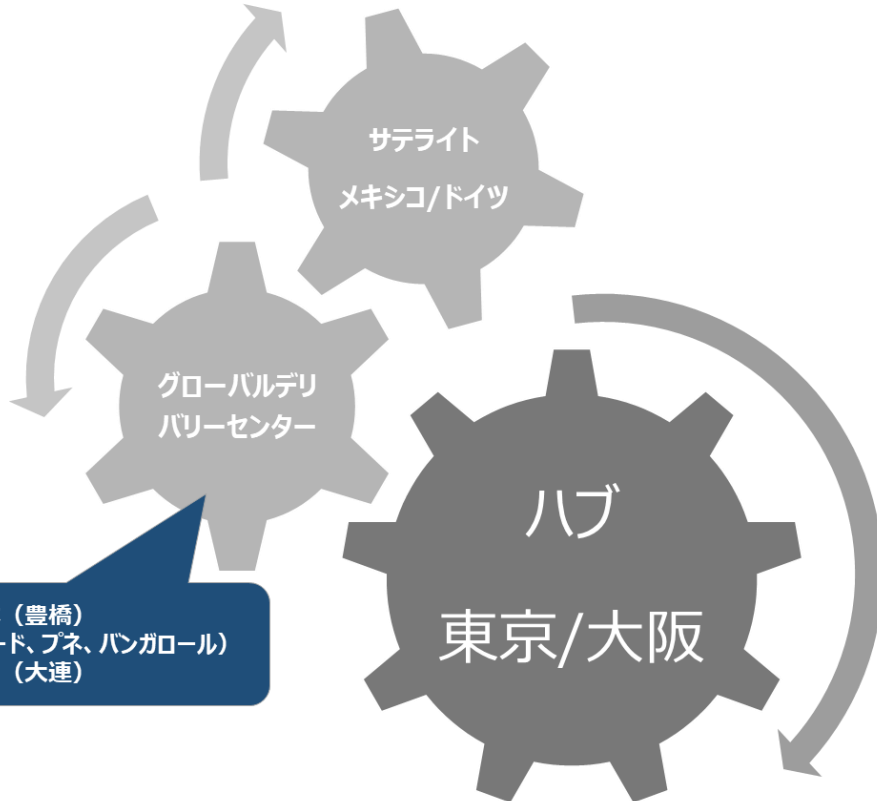 サテライト
メキシコ/ドイツ
グローバルデリ
バリーセンター
ハブ
東京/大阪
（豊橋）
ード、プネ、バンガロール）
（大連）